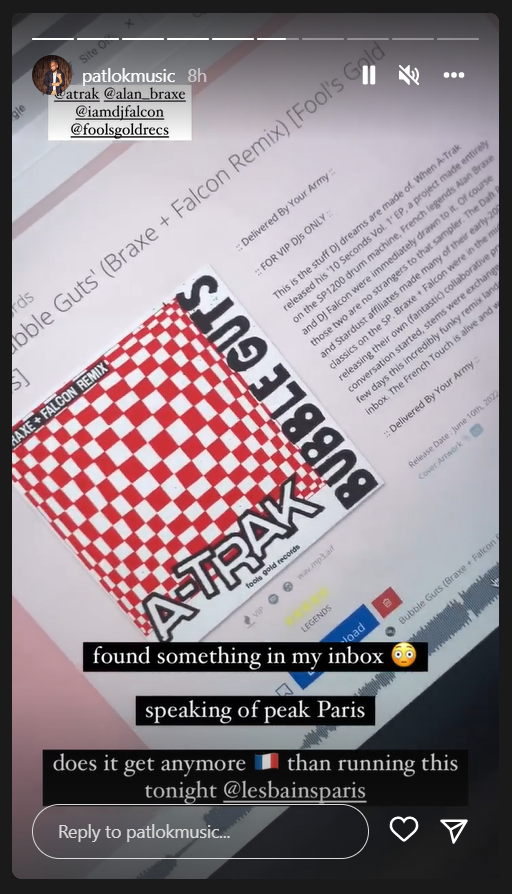 patlokmusic 8h
@atrak @alan_braxe
@iamdjfalcon
@foolsgoldrecs
Bubble Guts' (Braxe + Falcon Remix) [Fool's Gold
:: Delivered By Your Army ::
:: FOR VIP DJs ONLY ::
This is the stuff DJ dreams are made of. When A-Trak
released his '10 Seconds Vol. 1' EP, a project made entirely
on the SP1200 drum machine, French legends Alan Braxe
and DJ Falcon were immediately drawn to it. Of course
those two are no strangers to that sampler. The Daft
and Stardust affiliates made many of their early
classics on the SP. Braxe + Falcon were in the
releasing their own (fantastic) collaborative
conversation started, stems were
few days this incredibly funky remix
inbox. The French Touch is alive and
:: Delivered By Your Army ::
Release Date June 10th, 2022
Cover Artwork
BRAXE + FALCON REMIX'
BUBBLE GUTS
A-TRAK
fools gold records
VIP
wav,mp3,aif
LEGENDS
Bubble Guts (Braxe + Falcon
found something in my inbox 😳
speaking of peak Paris
does it get anymore 🇫🇷 than running this
tonight @lesbainsparis
Reply to patlokmusic...